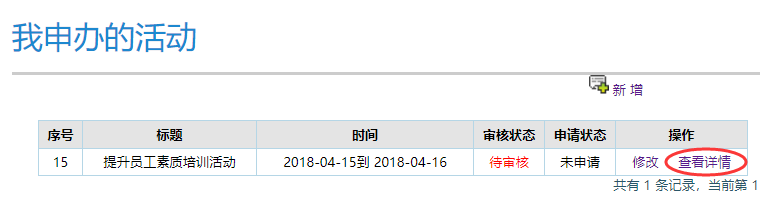 我申办的活动
新 增
序号 标题 时间 审核状态 申请状态 操作
15 提升员工素质培训活动 2018-04-15到 2018-04-16 待审核 未申请 修改 查看详情
共有 1 条记录，当前第 1